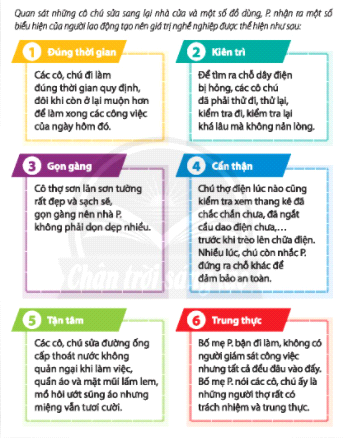 Quan sát những cô chú sửa sang lại nhà cửa và một số đồ dùng, P. nhận ra một số
biểu hiện của người lao động tạo nên giá trị nghề nghiệp được thể hiện như sau:
1 Đúng thời gian
Các cô, chú đi làm
đúng thời gian quy định,
đôi khi còn ở lại muộn hơn
để làm xong các công việc
của ngày hôm đó.
2 Kiên trì
Để tìm ra chỗ dây điện
bị hỏng, các cô chú
đã phải thử đi, thử lại,
kiểm tra đi, kiểm tra lại
khá lâu mà không nản lòng.
3 Gọn gàng
Cô thợ sơn lăn sơn tường
rất đẹp và sạch sẽ,
gọn gàng nên nhà P.
không phải dọn dẹp nhiều.
4 Cẩn thận
Chú thợ điện lúc nào cũng
kiểm tra xem thang kê đã
chắc chắn chưa, đã ngắt
cầu dao điện chưa,...
trước khi trèo lên chữa điện.
Nhiều lúc, chú còn nhắc P.
đứng ra chỗ khác để
đảm bảo an toàn.
Chân trời sáng
5 Tận tâm
Các cô, chú sửa đường ống
cấp thoát nước không
quản ngại khi làm việc,
quần áo và mặt mũi lấm lem,
mồ hôi ướt sũng áo nhưng
miệng vẫn tươi cười.
6 Trung thực
Bố mẹ P. bận đi làm, không có
người giám sát công việc
nhưng tất cả đều đâu vào đấy.
Bố mẹ P. nói các cô, chú ấy là
những người thợ rất có
trách nhiệm và trung thực.